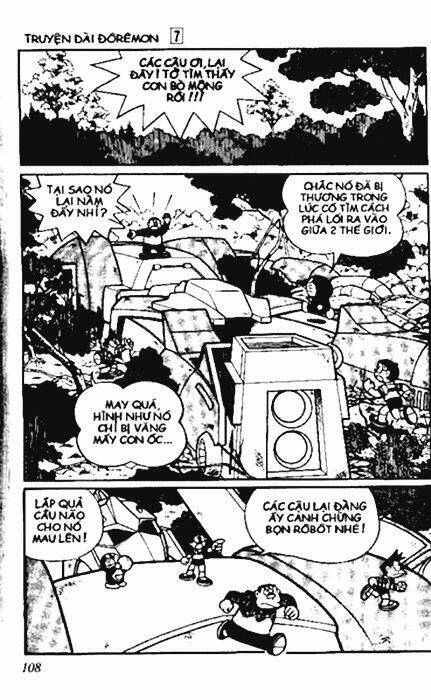 TRUYỆN DÀI ĐÔRÊMON 7
CÁC CẬU ƠI, LẠI
ĐÂY! TỚ TÌM THẤY
CON BỌ MỘNG
RỒI!!!
TẠI SAO NÓ
LẠI NẰM
ĐẤY NHỈ?
CHẮC NÓ ĐÃ BỊ
THƯƠNG TRONG
LÚC CỐ TÌM CÁCH
PHÁ LỐI RA VÀO
GIỮA 2 THẾ GIỚI.
MAY QUÁ,
HÌNH NHƯ NÓ
CHỈ BỊ VĂNG
MẤY CON ỐC...
LẮP QUẢ
CẦU NÃO
CHO NÓ
MAU LÊN!
CÁC CẬU LẠI ĐẰNG
ẤY CANH CHỪNG
BỌN RÔBỐT NHÉ!
108